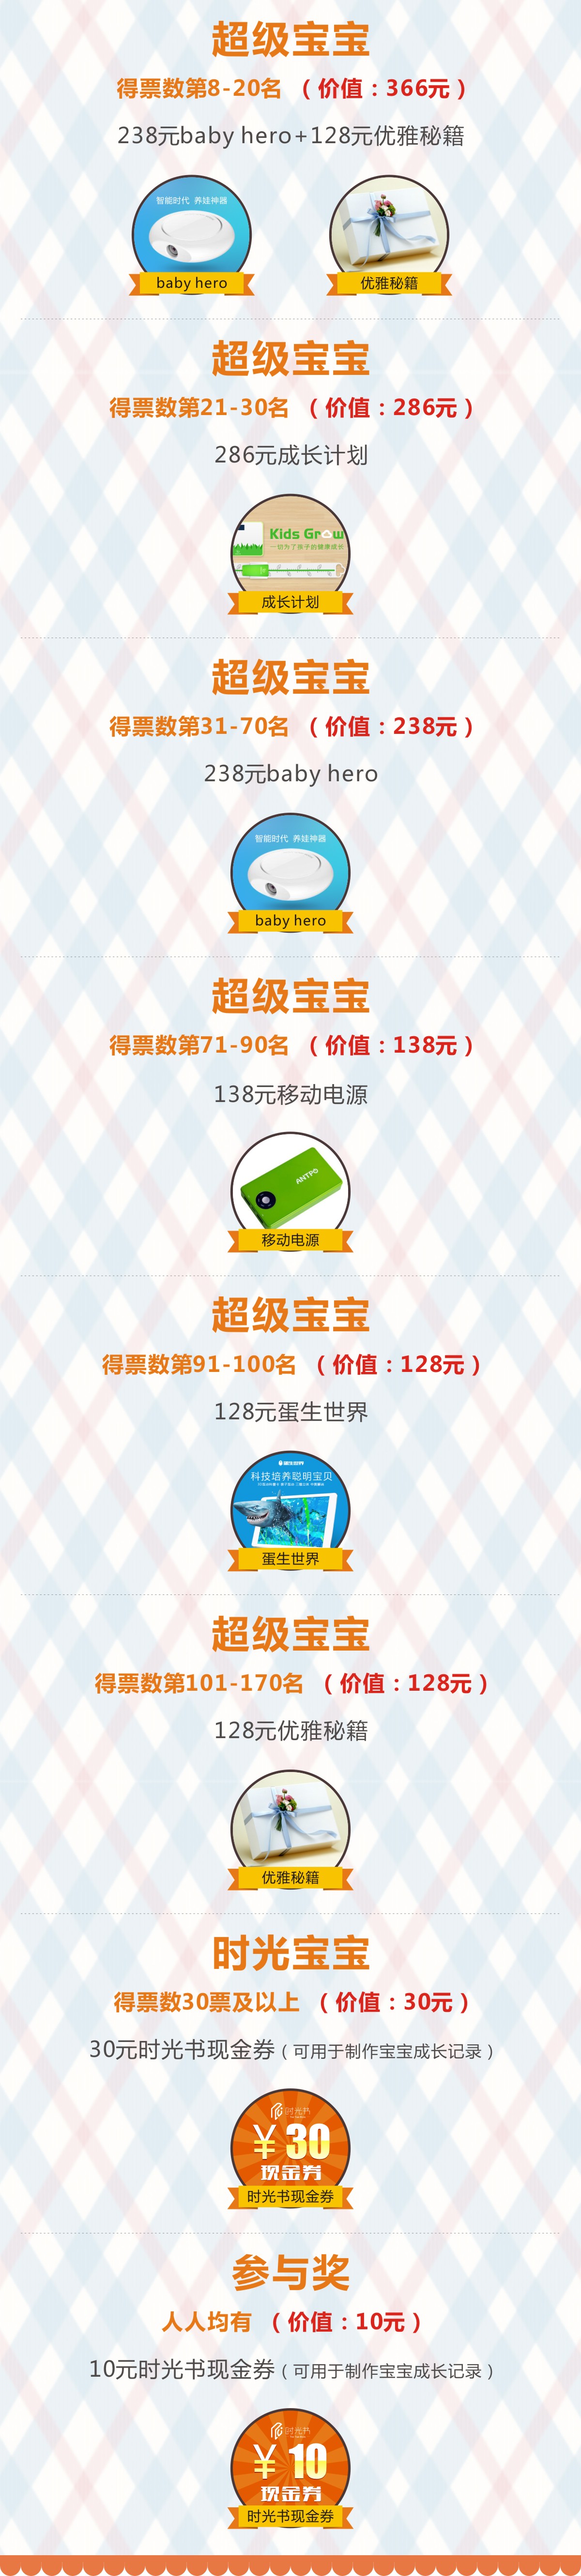 超级宝宝
得票数第8-20名 （价值：366元）
238元baby hero+128元优雅秘籍
智能时代 养娃神器
baby hero
优雅秘籍
超级宝宝
得票数第21-30名 （价值：286元）
286元成长计划
Kids Grow
一切为了孩子的健康成长
成长计划
超级宝宝
得票数第31-70名 （价值：238元）
238元baby hero
智能时代 养娃神器
baby hero
超级宝宝
得票数第71-90名 （价值：138元）
138元移动电源
ANTPO
移动电源
超级宝宝
得票数第91-100名 （价值：128元）
128元蛋生世界
蛋生世界
科技培养聪明宝贝
蛋生世界
超级宝宝
得票数第101-170名 （价值：128元）
128元优雅秘籍
优雅秘籍
时光宝宝
得票数30票及以上 （价值：30元）
30元时光书现金券（可用于制作宝宝成长记录）
时光书
￥30
现金券
时光书现金券
参与奖
人人均有 （价值：10元）
10元时光书现金券（可用于制作宝宝成长记录）
时光书
￥10
现金券
时光书现金券